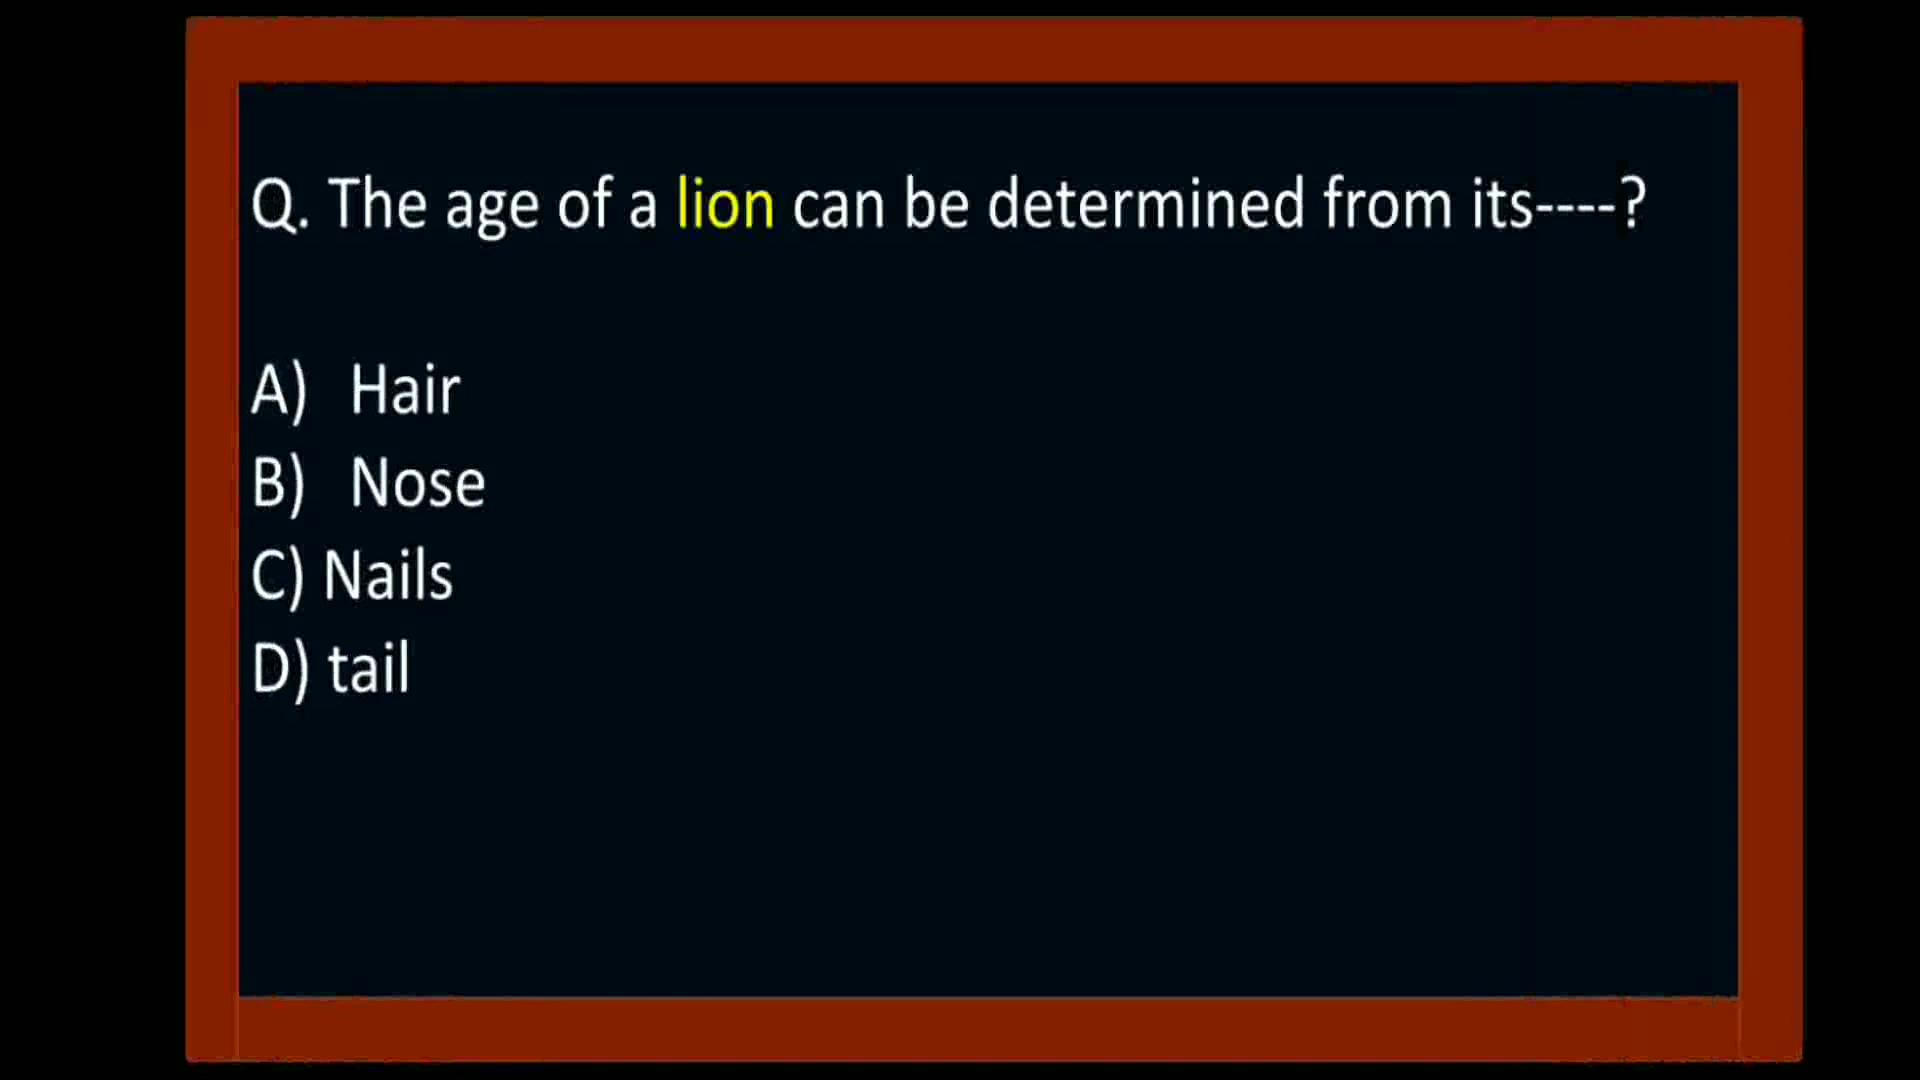 Q. The age of a lion can be determined from its----?
A) Hair
B) Nose
C) Nails
D) tail